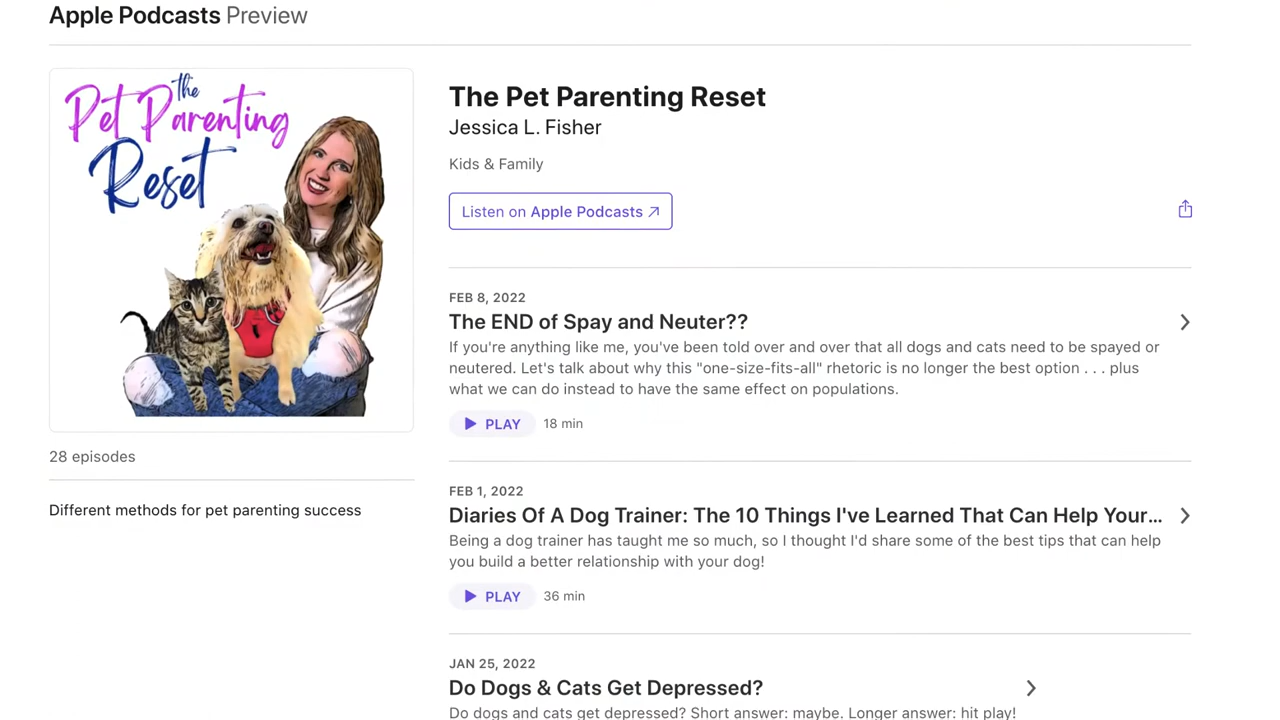 Apple Podcasts Preview
the
Pet Parenting
Reset
28 episodes
Different methods for pet parenting success
The Pet Parenting Reset
Jessica L. Fisher
Kids & Family
Listen on Apple Podcasts ↗
FEB 8, 2022
The END of Spay and Neuter??
If you're anything like me, you've been told over and over that all dogs and cats need to be spayed or
neutered. Let's talk about why this "one-size-fits-all" rhetoric is no longer the best option . . . plus
what we can do instead to have the same effect on populations.
PLAY 18 min
FEB 1, 2022
Diaries Of A Dog Trainer: The 10 Things I've Learned That Can Help Your...
Being a dog trainer has taught me so much, so I thought I'd share some of the best tips that can help
you build a better relationship with your dog!
PLAY 36 min
JAN 25, 2022
Do Dogs & Cats Get Depressed?
Do dogs and cats get depressed? Short answer: maybe. Longer answer: hit play!